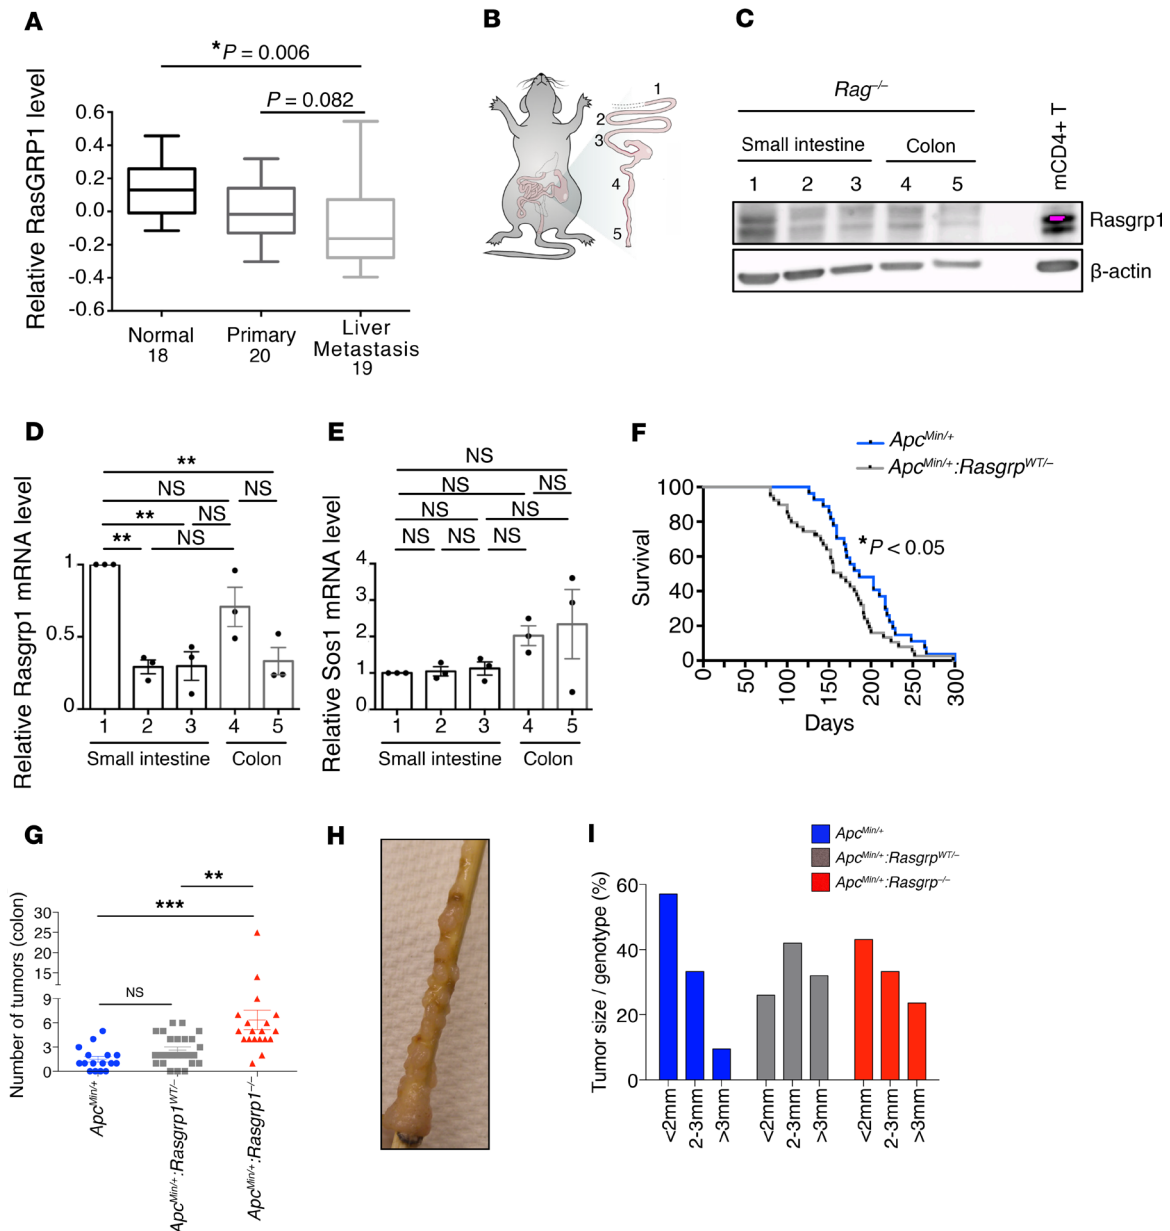 A
*P = 0.006
P = 0.082
Relative RasGRP1 level
0.6
0.4
0.2
0.0
-0.2
-0.4
-0.6
Normal
18
Primary
20
Liver
Metastasis
19
B
1
2
3
4
5
C
Rag–/–
Small intestine
Colon
mCD4+ T
1 2 3 4 5
Rasgrp1
β-actin
D
**
NS NS
** NS
** NS
Relative Rasgrp1 mRNA level
1
0.5
0
1 2 3 4 5
Small intestine Colon
E
NS
NS NS
NS NS
NS NS NS
Relative Sos1 mRNA level
4
3
2
1
0
1 2 3 4 5
Small intestine Colon
F
ApcMin/+
ApcMin/+:RasgrpWT/–
Survival
100
80
60
40
20
0
*P < 0.05
0 50 100 150 200 250 300
Days
G
**
***
NS
Number of tumors (colon)
30
25
20
15
12
9
6
3
0
ApcMin/+
ApcMin/+:Rasgrp1WT/–
ApcMin/+:Rasgrp1–/–
H
I
ApcMin/+
ApcMin/+:RasgrpWT/–
ApcMin/+:Rasgrp–/–
Tumor size / genotype (%)
60
40
20
0
<2mm 2-3mm >3mm <2mm 2-3mm >3mm <2mm 2-3mm >3mm